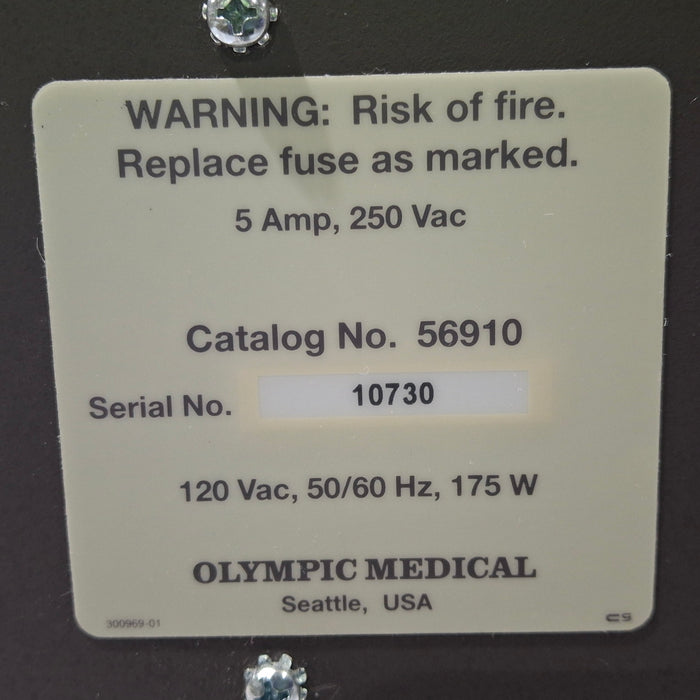 WARNING: Risk of fire.
Replace fuse as marked.
5 Amp, 250 Vac
Catalog No. 56910
Serial No. 10730
120 Vac, 50/60 Hz, 175 W
OLYMPIC MEDICAL
Seattle, USA
300969-01